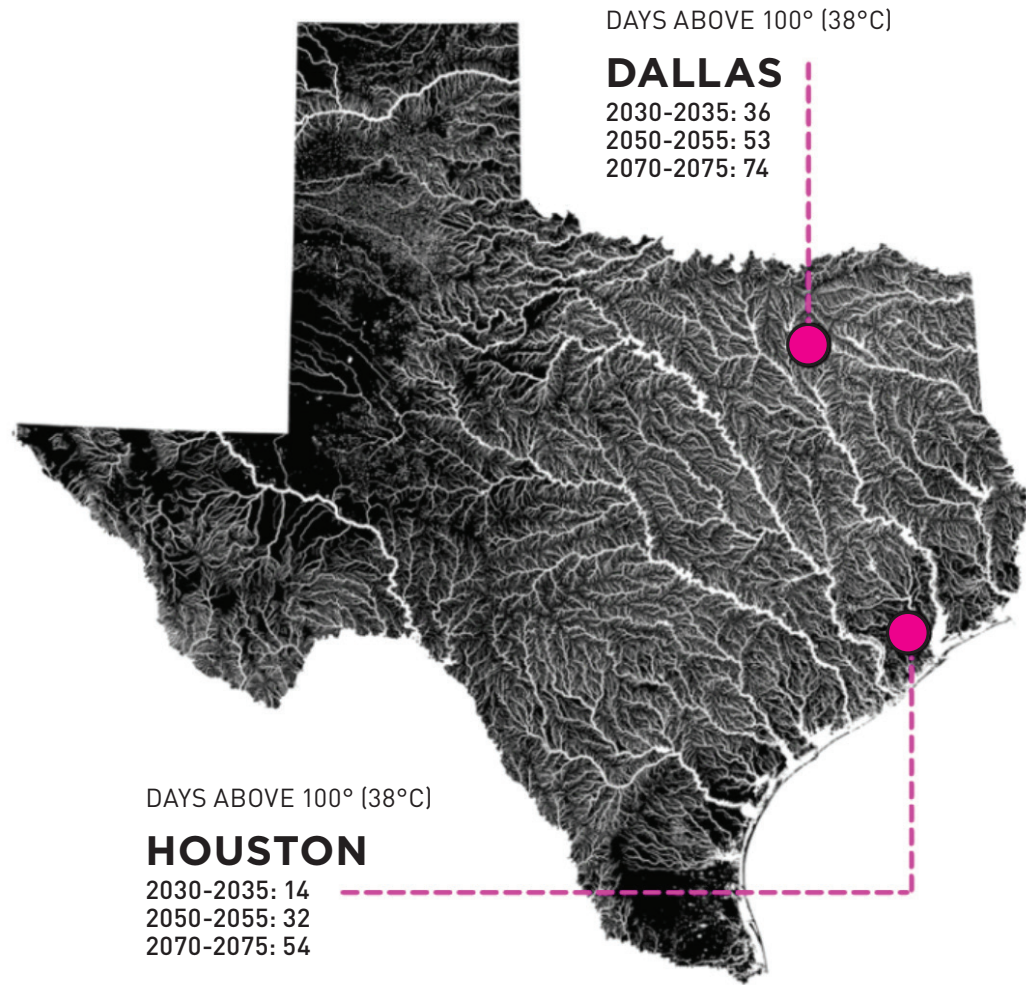 DAYS ABOVE 100° (38°C)
DALLAS
2030-2035: 36
2050-2055: 53
2070-2075: 74
DAYS ABOVE 100° (38°C)
HOUSTON
2030-2035: 14
2050-2055: 32
2070-2075: 54